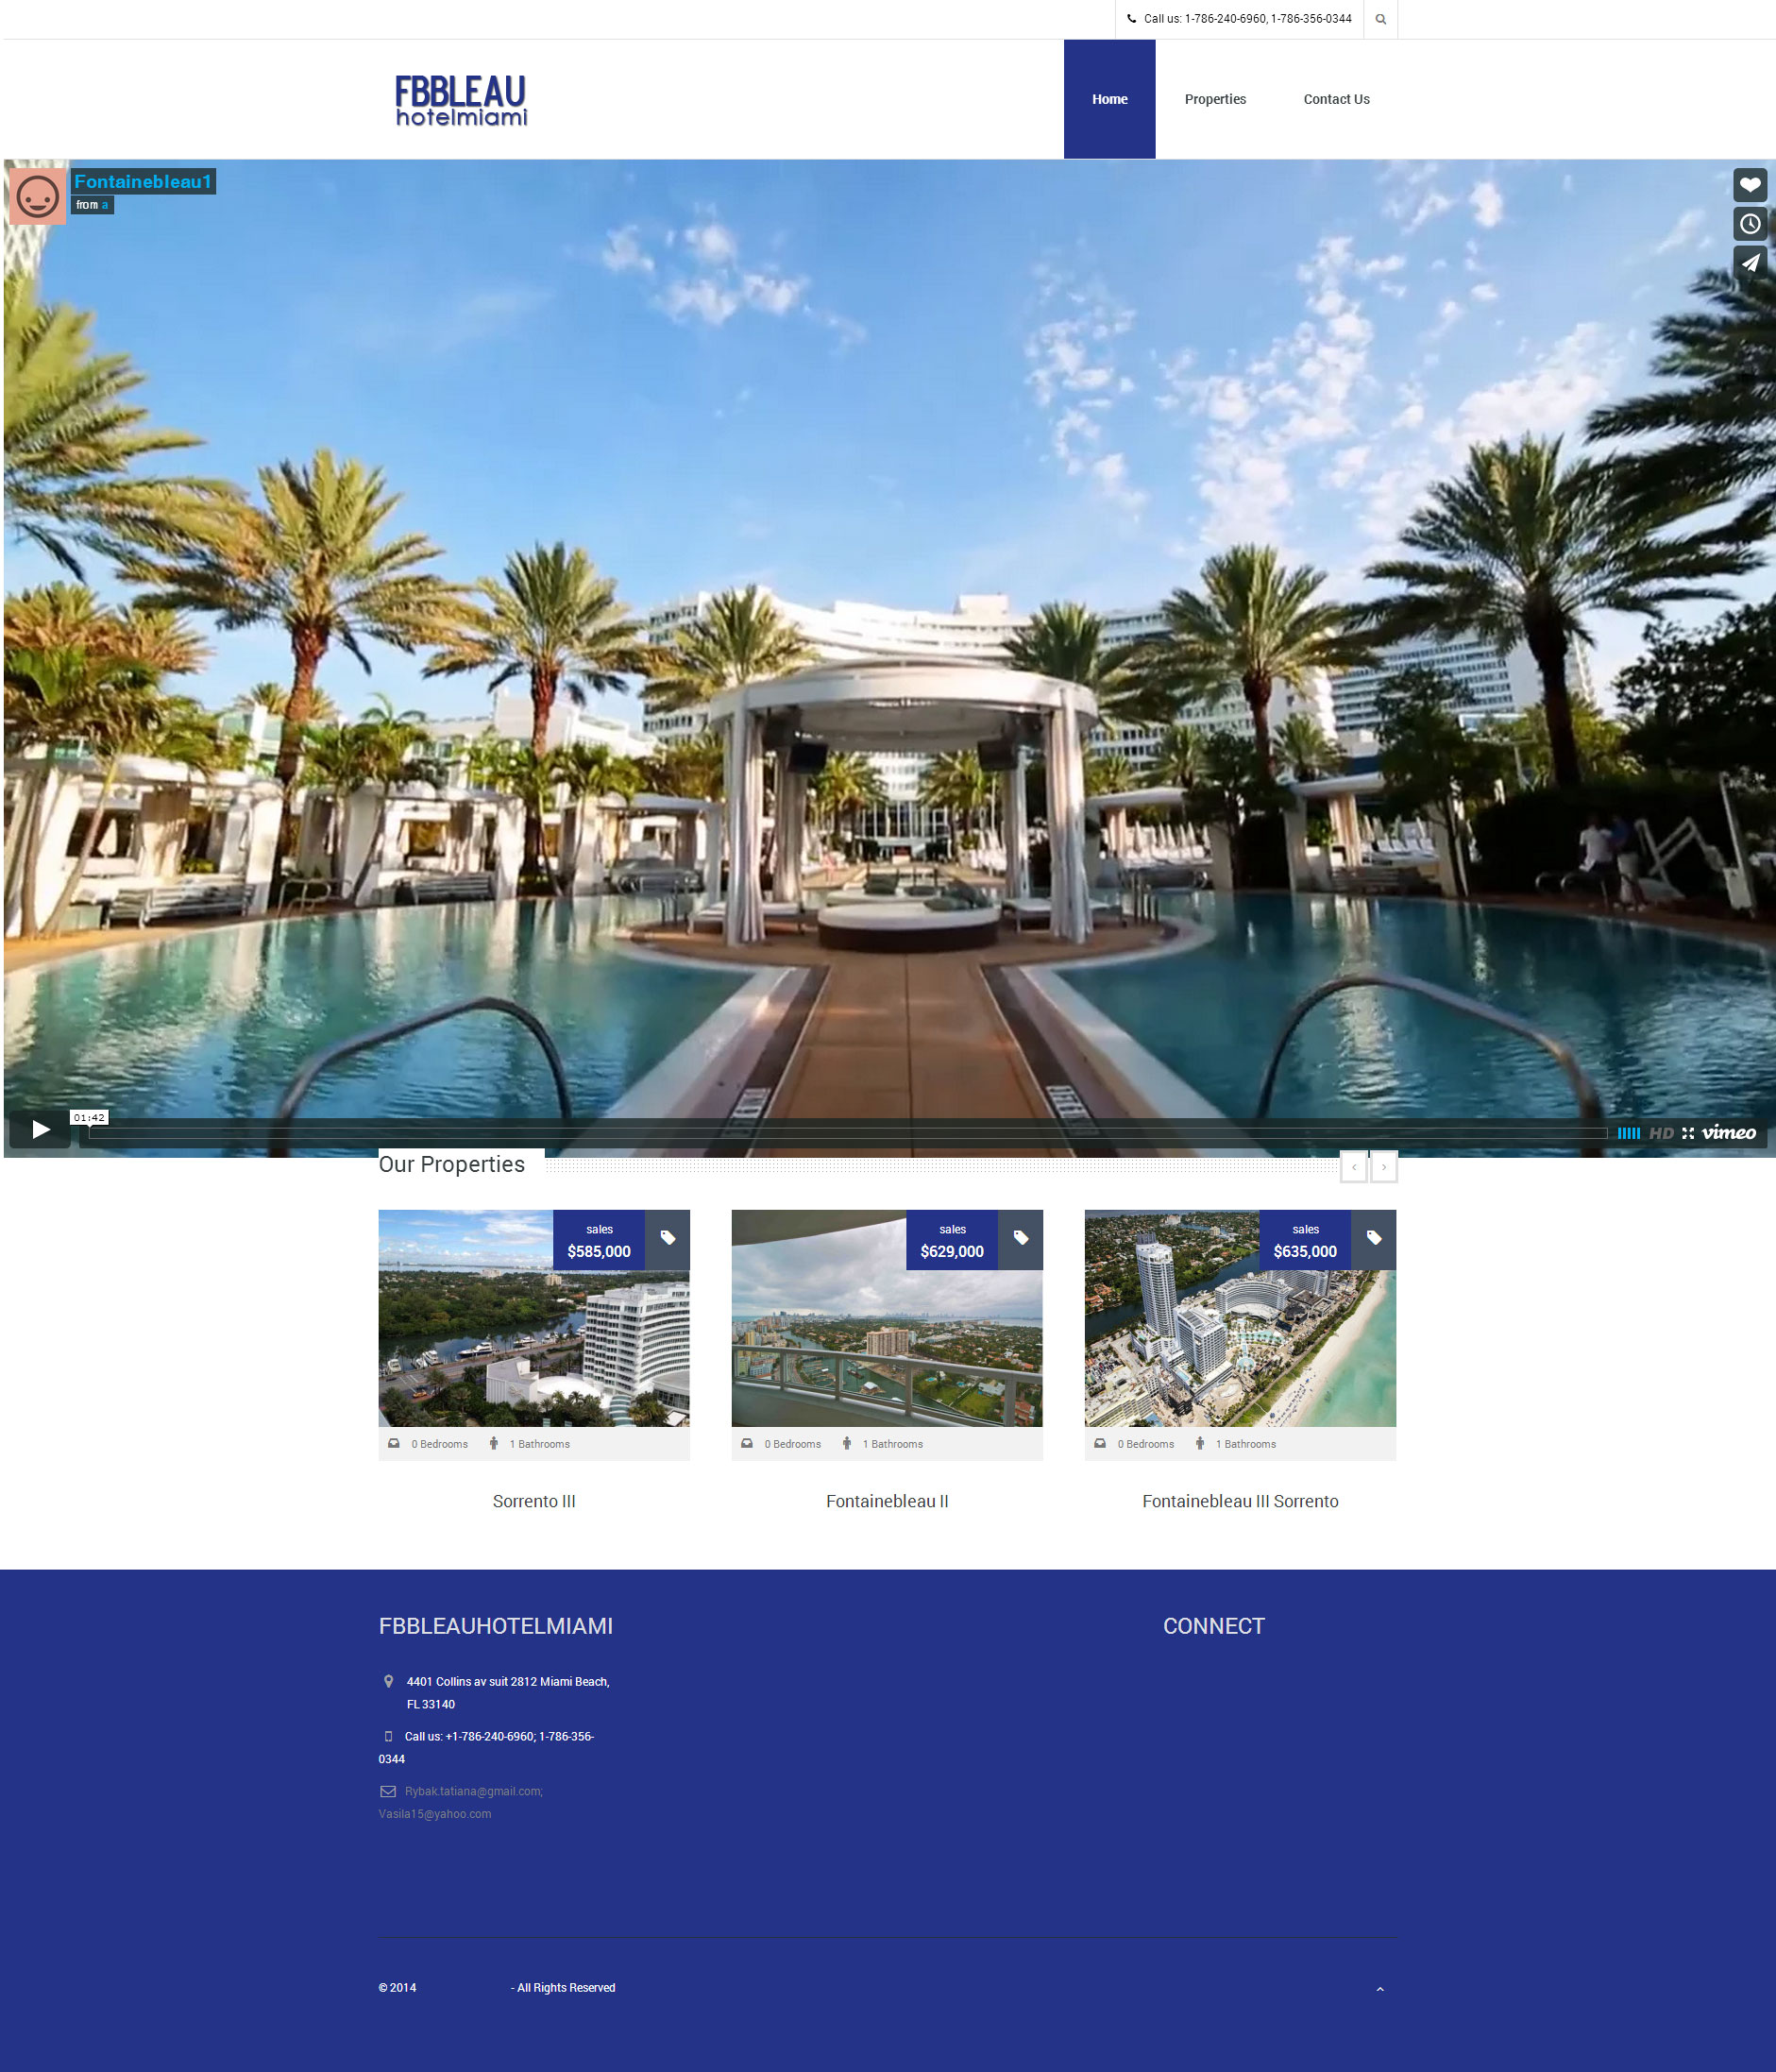 Call us: 1-786-240-6960, 1-786-356-0344
FBBLEAU
hotelmiami
Home
Properties
Contact Us
Fontainebleau1
from a
01:42
HD
vimeo
Our Properties
sales
$585,000
sales
$629,000
sales
$635,000
0 Bedrooms
1 Bathrooms
0 Bedrooms
1 Bathrooms
0 Bedrooms
1 Bathrooms
Sorrento III
Fontainebleau II
Fontainebleau III Sorrento
FBBLEAUHOTELMIAMI
CONNECT
4401 Collins av suit 2812 Miami Beach,
FL 33140
Call us: +1-786-240-6960; 1-786-356-
0344
Rybak.tatiana@gmail.com;
Vasila15@yahoo.com
© 2014
- All Rights Reserved